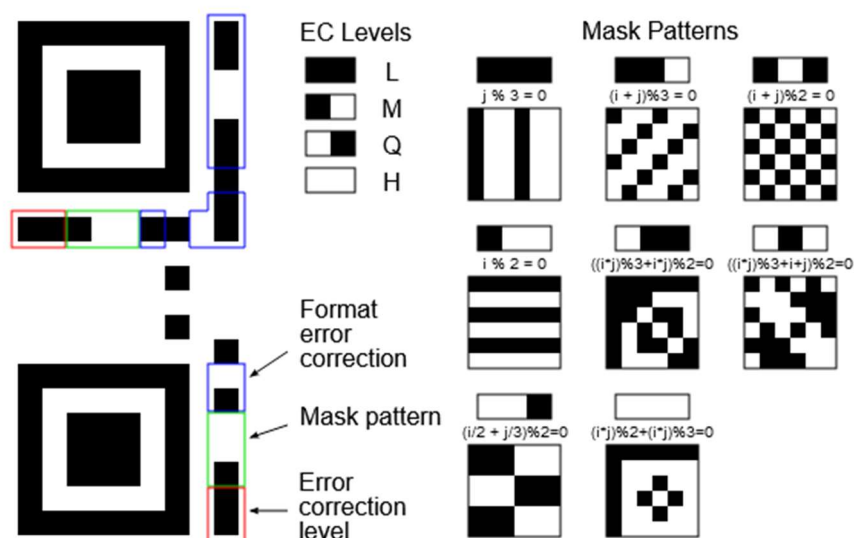 EC Levels
L
M
Q
H
Format
error
correction
Mask pattern
Error
correction
level
Mask Patterns
j % 3 = 0
(i + j)%3 = 0
(i + j)%2 = 0
i % 2 = 0
((i*j)%3+i*j)%2=0
((i*j)%3+i+j)%2=0
(i/2 + j/3)%2=0
(i*j)%2+(i*j)%3=0